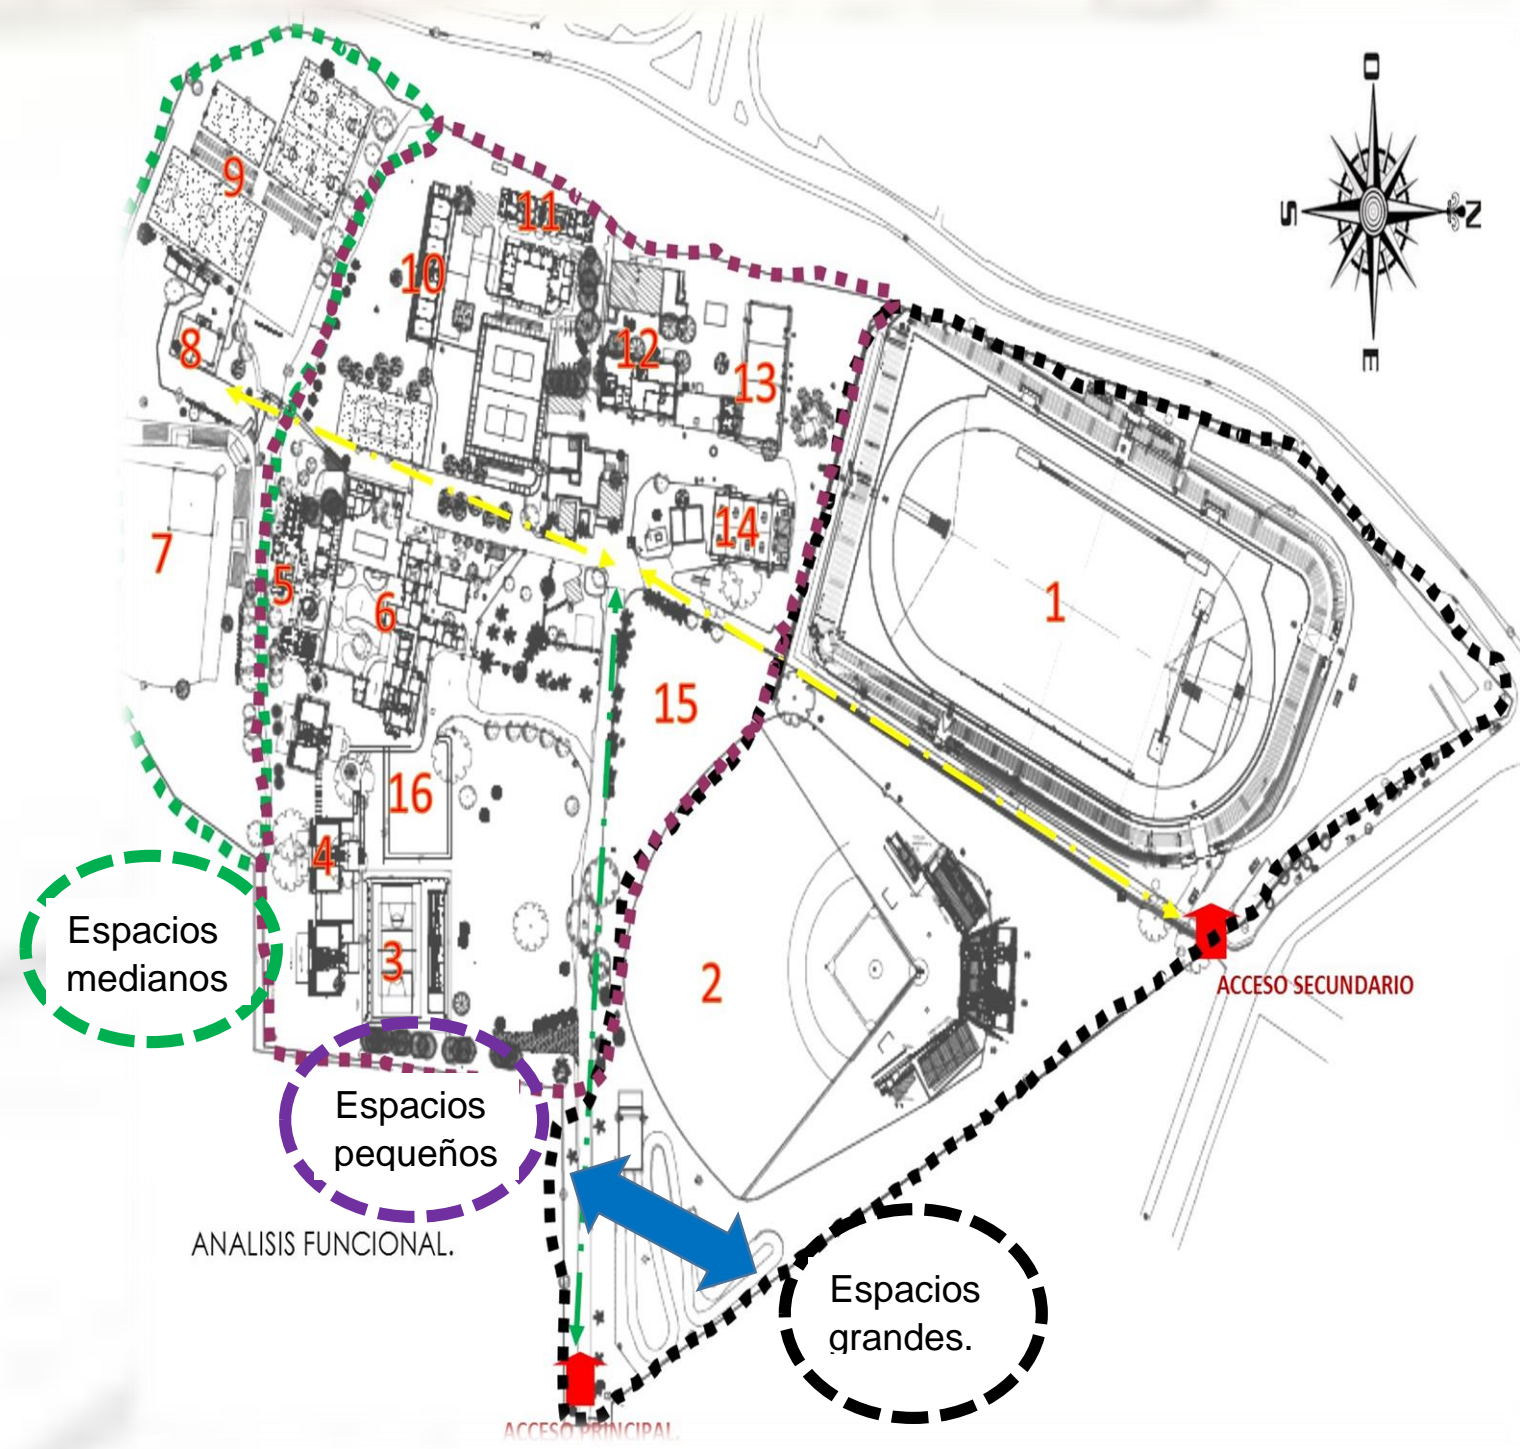 O
S
N
E
9
11
10
8
12
13
7
14
5
6
1
15
16
4
3
2
Espacios
medianos
ACCESO SECUNDARIO
Espacios
pequeños
ANALISIS FUNCIONAL.
Espacios
grandes.
ACCESO PRINCIPAL.